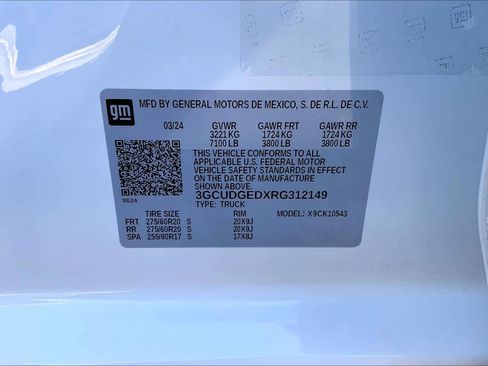 gm
gm
MFD BY GENERAL MOTORS DE MEXICO, S. DE R.L. DE C.V.
03/24 GVWR GAWR FRT GAWR RR
3221 KG 1724 KG 1724 KG
7100 LB 3800 LB 3800 LB
THIS VEHICLE CONFORMS TO ALL
APPLICABLE U.S. FEDERAL MOTOR
VEHICLE SAFETY STANDARDS IN EFFECT
ON THE DATE OF MANUFACTURE
SHOWN ABOVE.
8624 3GCUDGEDXRG312149
TYPE: TRUCK
TIRE SIZE RIM MODEL: X9CK10543
FRT 275/60R20 S 20X9J
RR 275/60R20 S 20X9J
SPA 255/80R17 S 17X8J